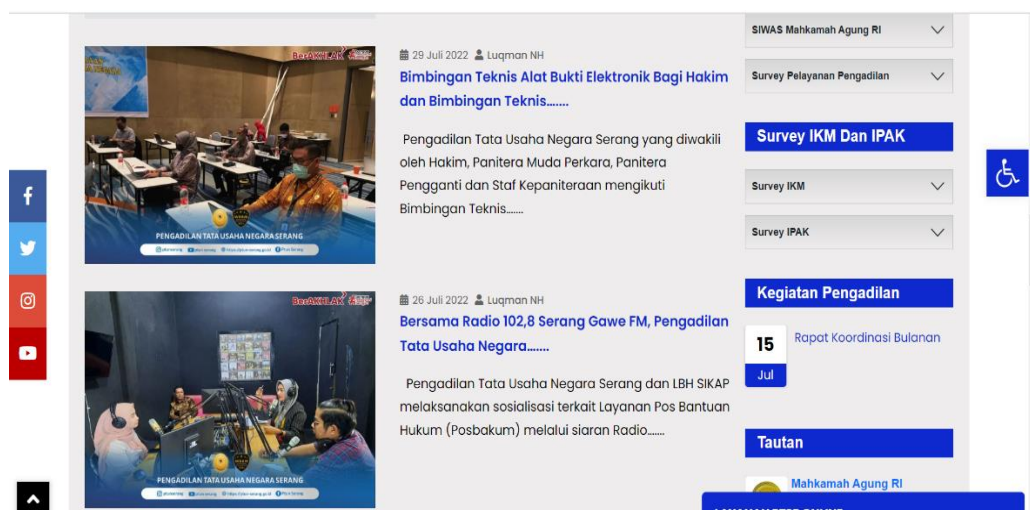 BerAKHLAK
29 Juli 2022 Luqman NH
Bimbingan Teknis Alat Bukti Elektronik Bagi Hakim
dan Bimbingan Teknis.......
Pengadilan Tata Usaha Negara Serang yang diwakili
oleh Hakim, Panitera Muda Perkara, Panitera
Pengganti dan Staf Kepaniteraan mengikuti
Bimbingan Teknis.......
PENGADILAN TATA USAHA NEGARA SERANG
BerAKHLAK
26 Juli 2022 Luqman NH
Bersama Radio 102,8 Serang Gawe FM, Pengadilan
Tata Usaha Negara.......
Pengadilan Tata Usaha Negara Serang dan LBH SIKAP
melaksanakan sosialisasi terkait Layanan Pos Bantuan
Hukum (Posbakum) melalui siaran Radio.......
PENGADILAN TATA USAHA NEGARA SERANG
SIWAS Mahkamah Agung RI
Survey Pelayanan Pengadilan
Survey IKM Dan IPAK
Survey IKM
Survey IPAK
Kegiatan Pengadilan
15
Jul
Rapat Koordinasi Bulanan
Tautan
Mahkamah Agung RI